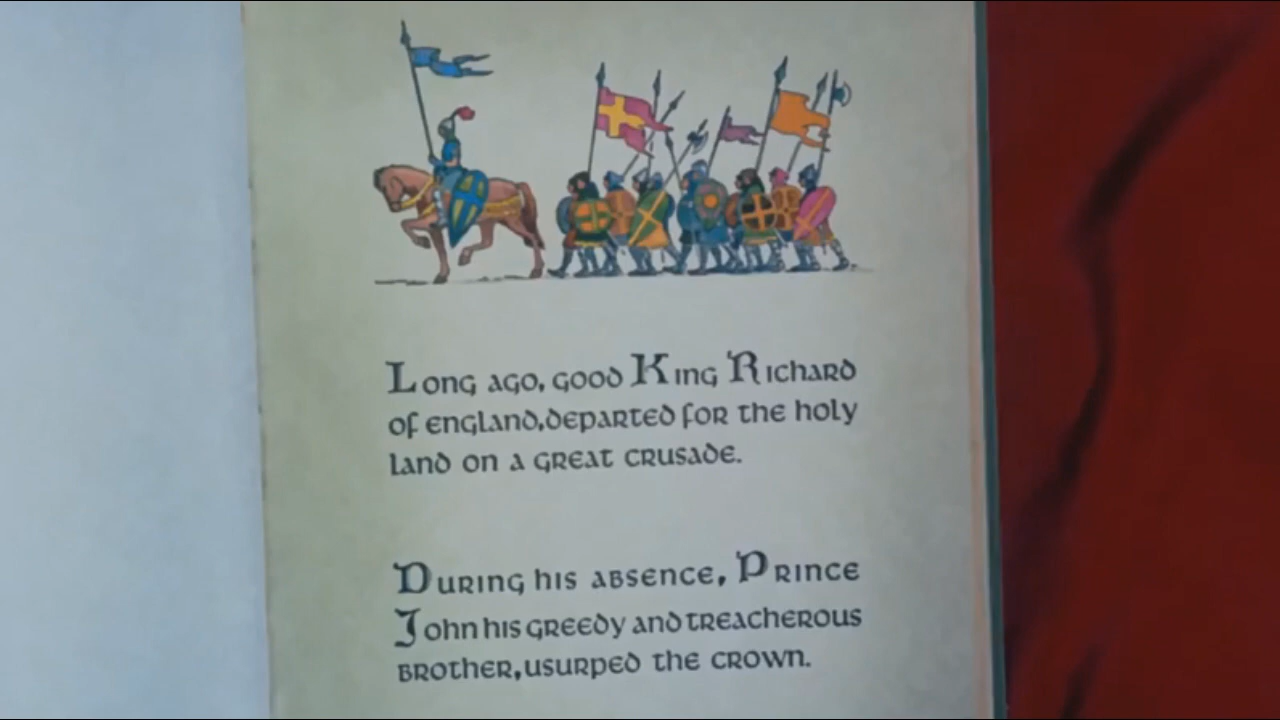 Long ago, good King Richard
of England, departed for the holy
land on a great crusade.
During his absence, Prince
John his greedy and treacherous
brother, usurped the crown.